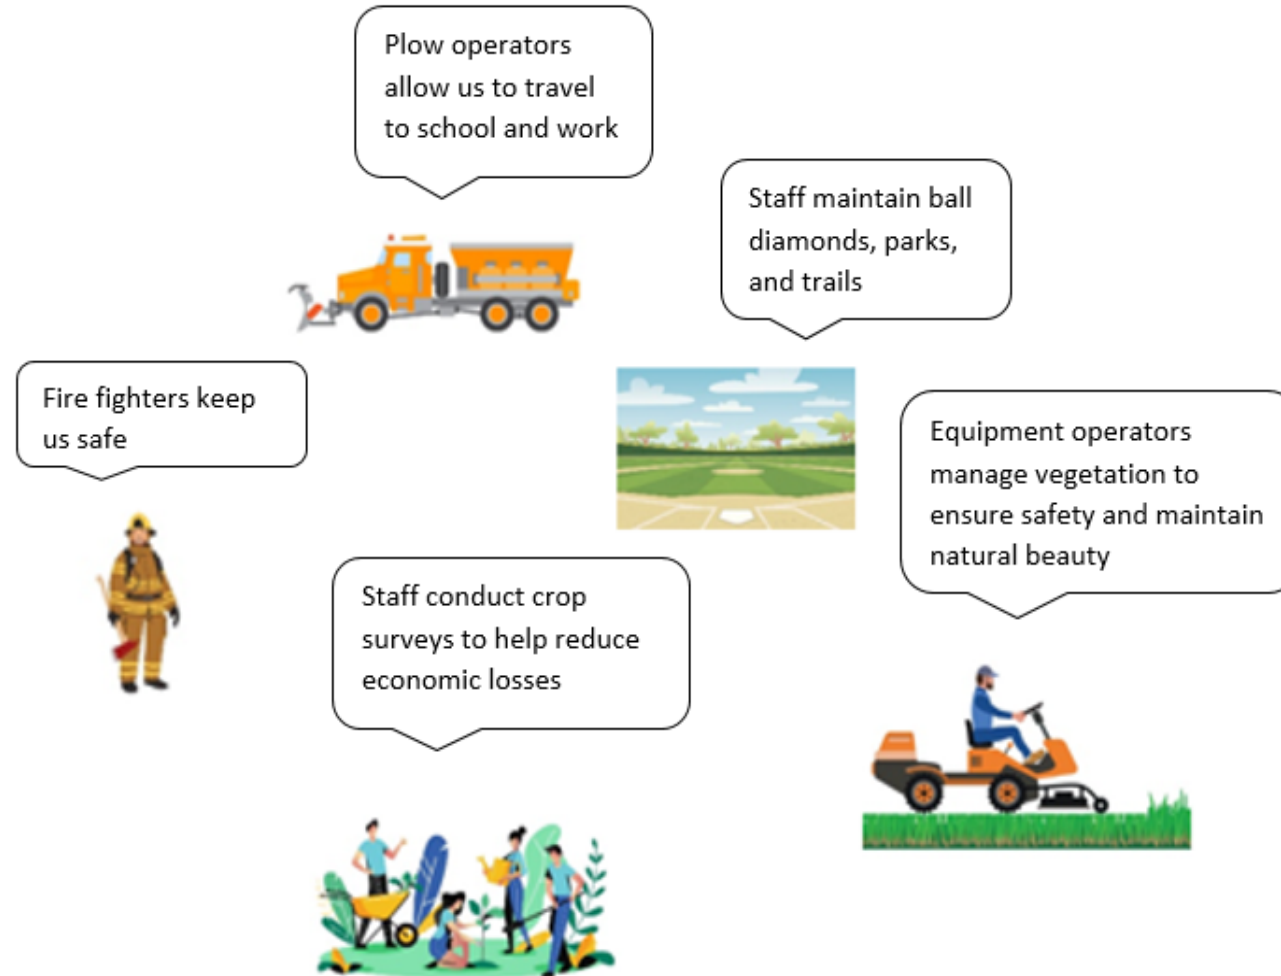 Plow operators
allow us to travel
to school and work
Staff maintain ball
diamonds, parks,
and trails
Fire fighters keep
us safe
Equipment operators
manage vegetation to
ensure safety and maintain
natural beauty
Staff conduct crop
surveys to help reduce
economic losses